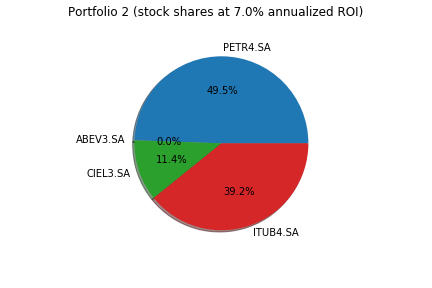 Portfolio 2 (stock shares at 7.0% annualized ROI)
PETR4.SA
49.5%
ABEV3.SA
0.0%
11.4%
CIEL3.SA
39.2%
ITUB4.SA